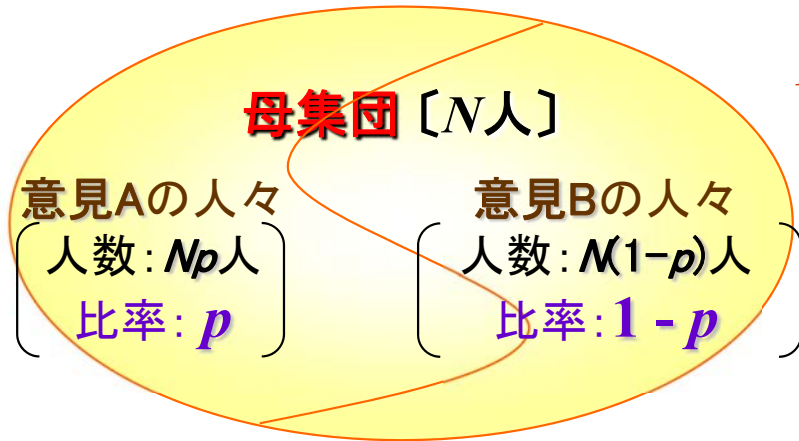 母集団〔N人〕
意見Aの人々
人数：Np人
比率：p
意見Bの人々
人数：N(1-p)人
比率：1 - p